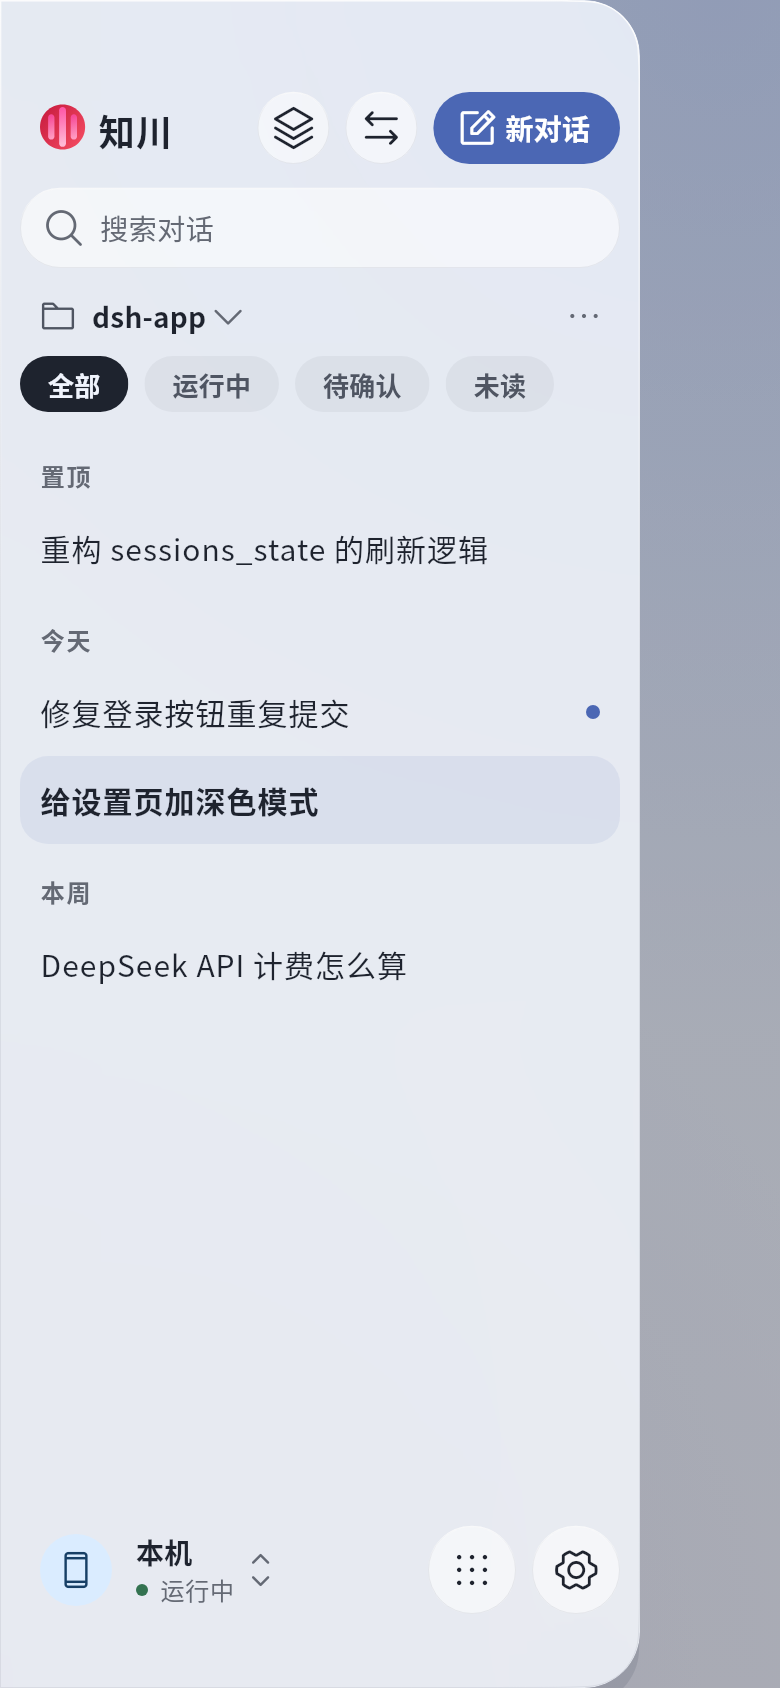 知川
新对话
搜索对话
dsh-app
全部 运行中 待确认 未读
置顶
重构 sessions_state 的刷新逻辑
今天
修复登录按钮重复提交
给设置页加深色模式
本周
DeepSeek API 计费怎么算
本机
运行中